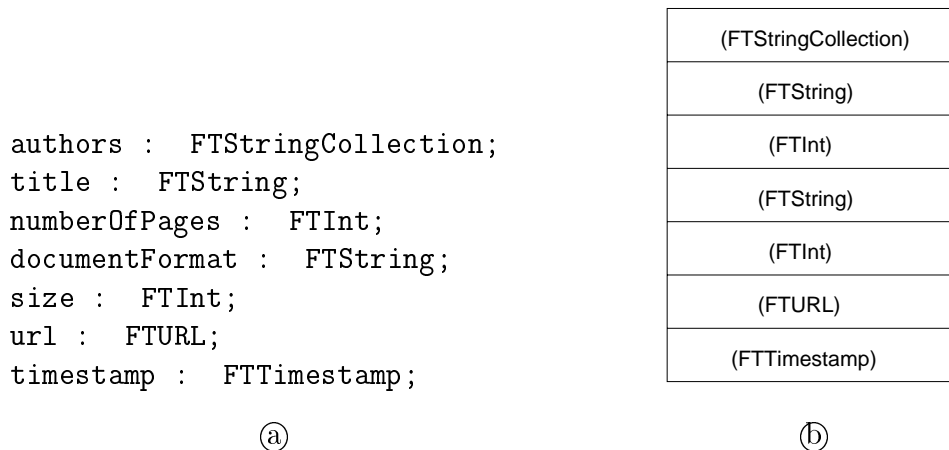 authors : FTStringCollection;
title : FTString;
numberOfPages : FTInt;
documentFormat : FTString;
size : FTInt;
url : FTURL;
timestamp : FTTimestamp;
ⓐ
(FTStringCollection)
(FTString)
(FTInt)
(FTString)
(FTInt)
(FTURL)
(FTTimestamp)
ⓑ